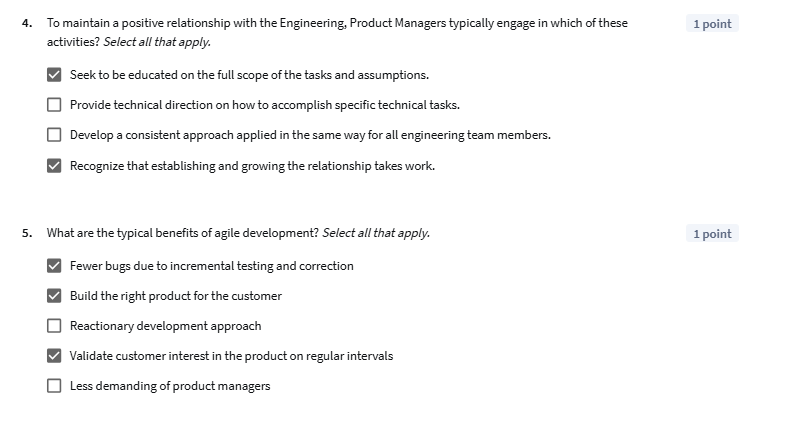 4. To maintain a positive relationship with the Engineering, Product Managers typically engage in which of these 1 point
activities? Select all that apply.
Seek to be educated on the full scope of the tasks and assumptions.
Provide technical direction on how to accomplish specific technical tasks.
Develop a consistent approach applied in the same way for all engineering team members.
Recognize that establishing and growing the relationship takes work.
5. What are the typical benefits of agile development? Select all that apply. 1 point
Fewer bugs due to incremental testing and correction
Build the right product for the customer
Reactionary development approach
Validate customer interest in the product on regular intervals
Less demanding of product managers